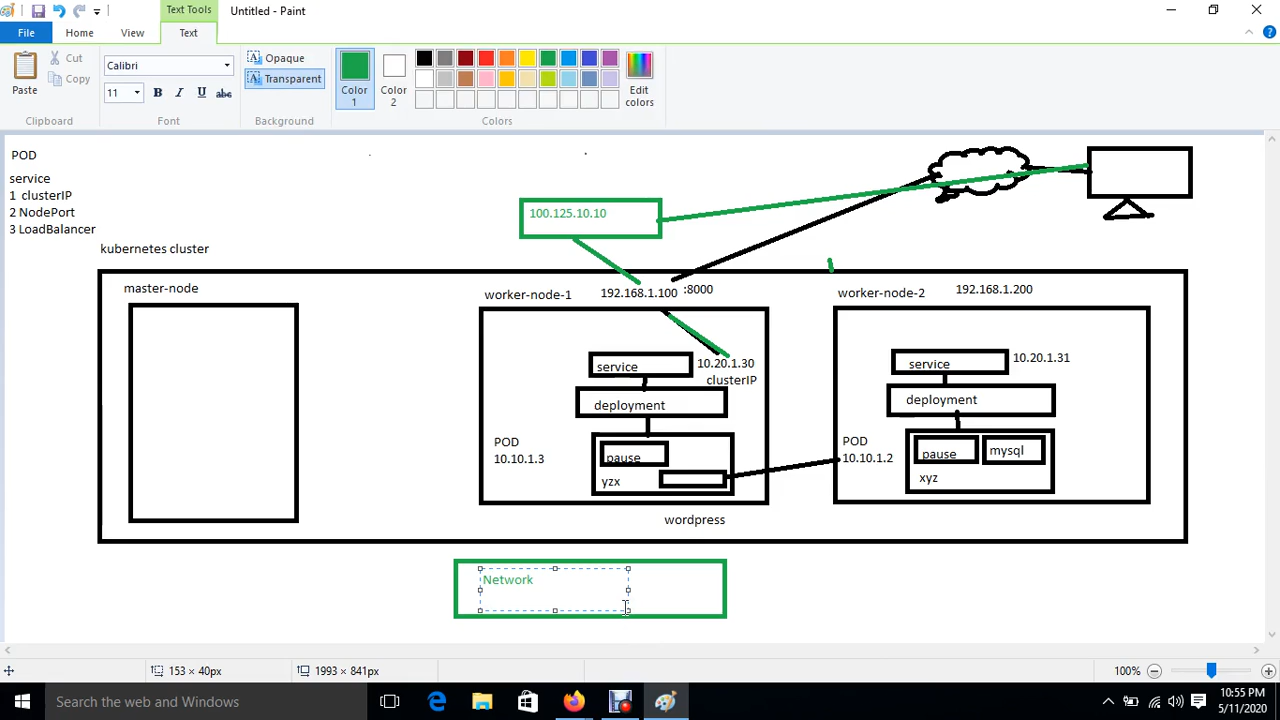 Text Tools
Untitled - Paint
File
Home
View
Text
Paste
Cut
Copy
Clipboard
Calibri
11
B I U abc
Font
Opaque
Transparent
Background
Color 1
Color 2
Edit colors
Colors
POD
service
1 clusterIP
2 NodePort
3 LoadBalancer
kubernetes cluster
100.125.10.10
master-node
worker-node-1
192.168.1.100
:8000
worker-node-2
192.168.1.200
service
10.20.1.30
clusterIP
deployment
POD
10.10.1.3
pause
yzx
wordpress
service
10.20.1.31
deployment
POD
10.10.1.2
pause
mysql
xyz
Network
153 × 40px
1993 × 841px
100%
Search the web and Windows
10:55 PM
5/11/2020